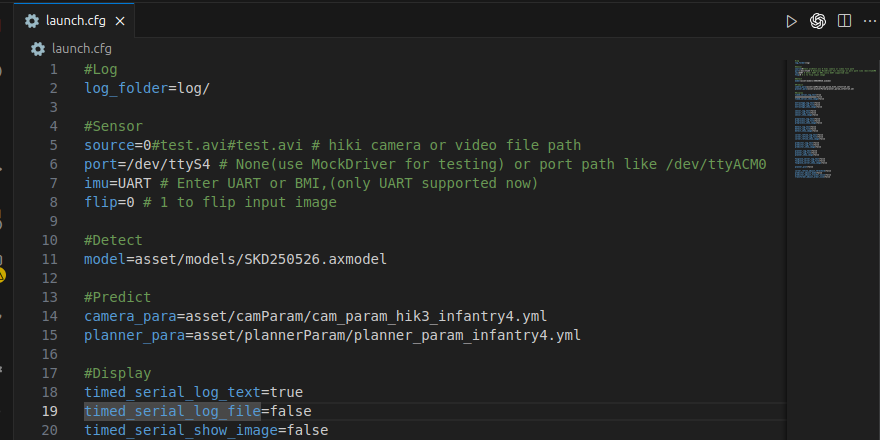 launch.cfg
launch.cfg
1 #Log
2 log_folder=log/
3
4 #Sensor
5 source=0#test.avi#test.avi # hiki camera or video file path
6 port=/dev/ttyS4 # None(use MockDriver for testing) or port path like /dev/ttyACM0
7 imu=UART # Enter UART or BMI,(only UART supported now)
8 flip=0 # 1 to flip input image
9
10 #Detect
11 model=asset/models/SKD250526.axmodel
12
13 #Predict
14 camera_para=asset/camParam/cam_param_hik3_infantry4.yml
15 planner_para=asset/plannerParam/planner_param_infantry4.yml
16
17 #Display
18 timed_serial_log_text=true
19 timed_serial_log_file=false
20 timed_serial_show_image=false